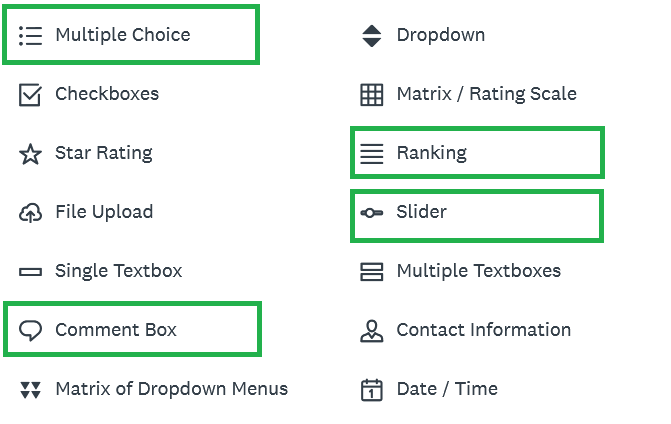 Multiple Choice
Dropdown
Checkboxes
Matrix / Rating Scale
Star Rating
Ranking
File Upload
Slider
Single Textbox
Multiple Textboxes
Comment Box
Contact Information
Matrix of Dropdown Menus
1
Date / Time